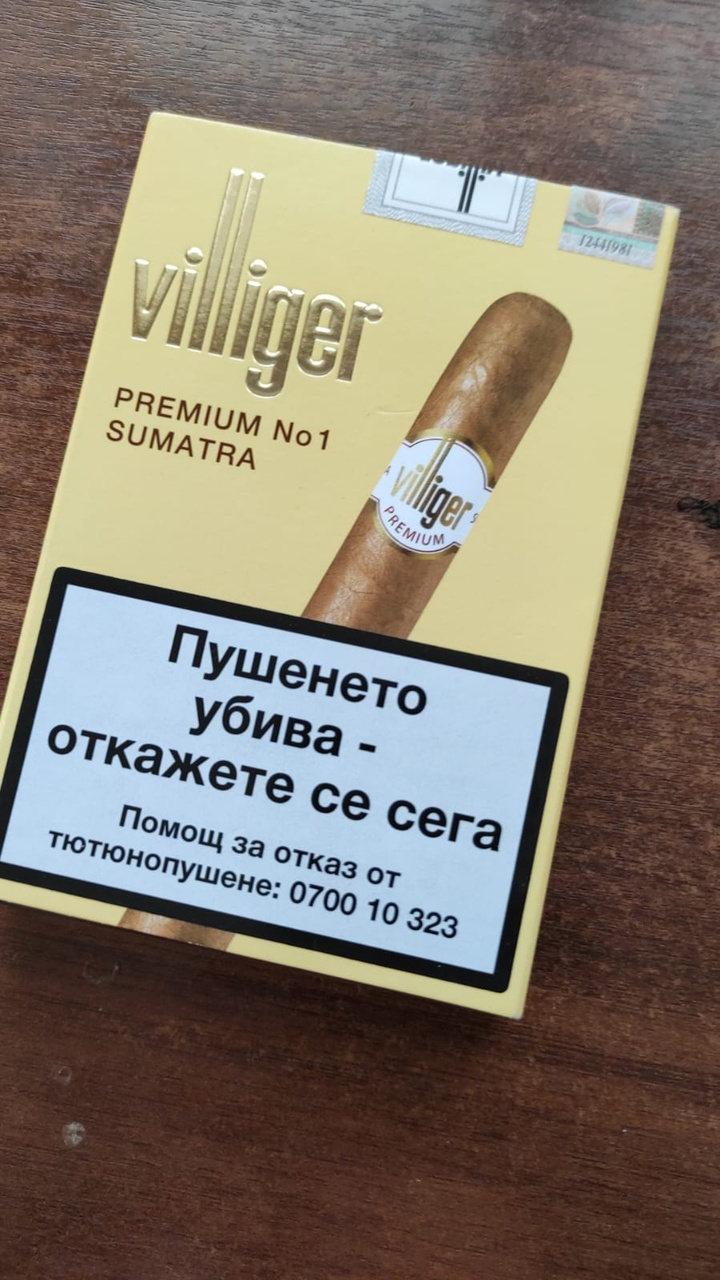 villiger
PREMIUM No1
SUMATRA
12441981
villiger
PREMIUM
Пушенето
убива -
откажете се сега
Помощ за отказ от
тютюнопушене: 0700 10 323